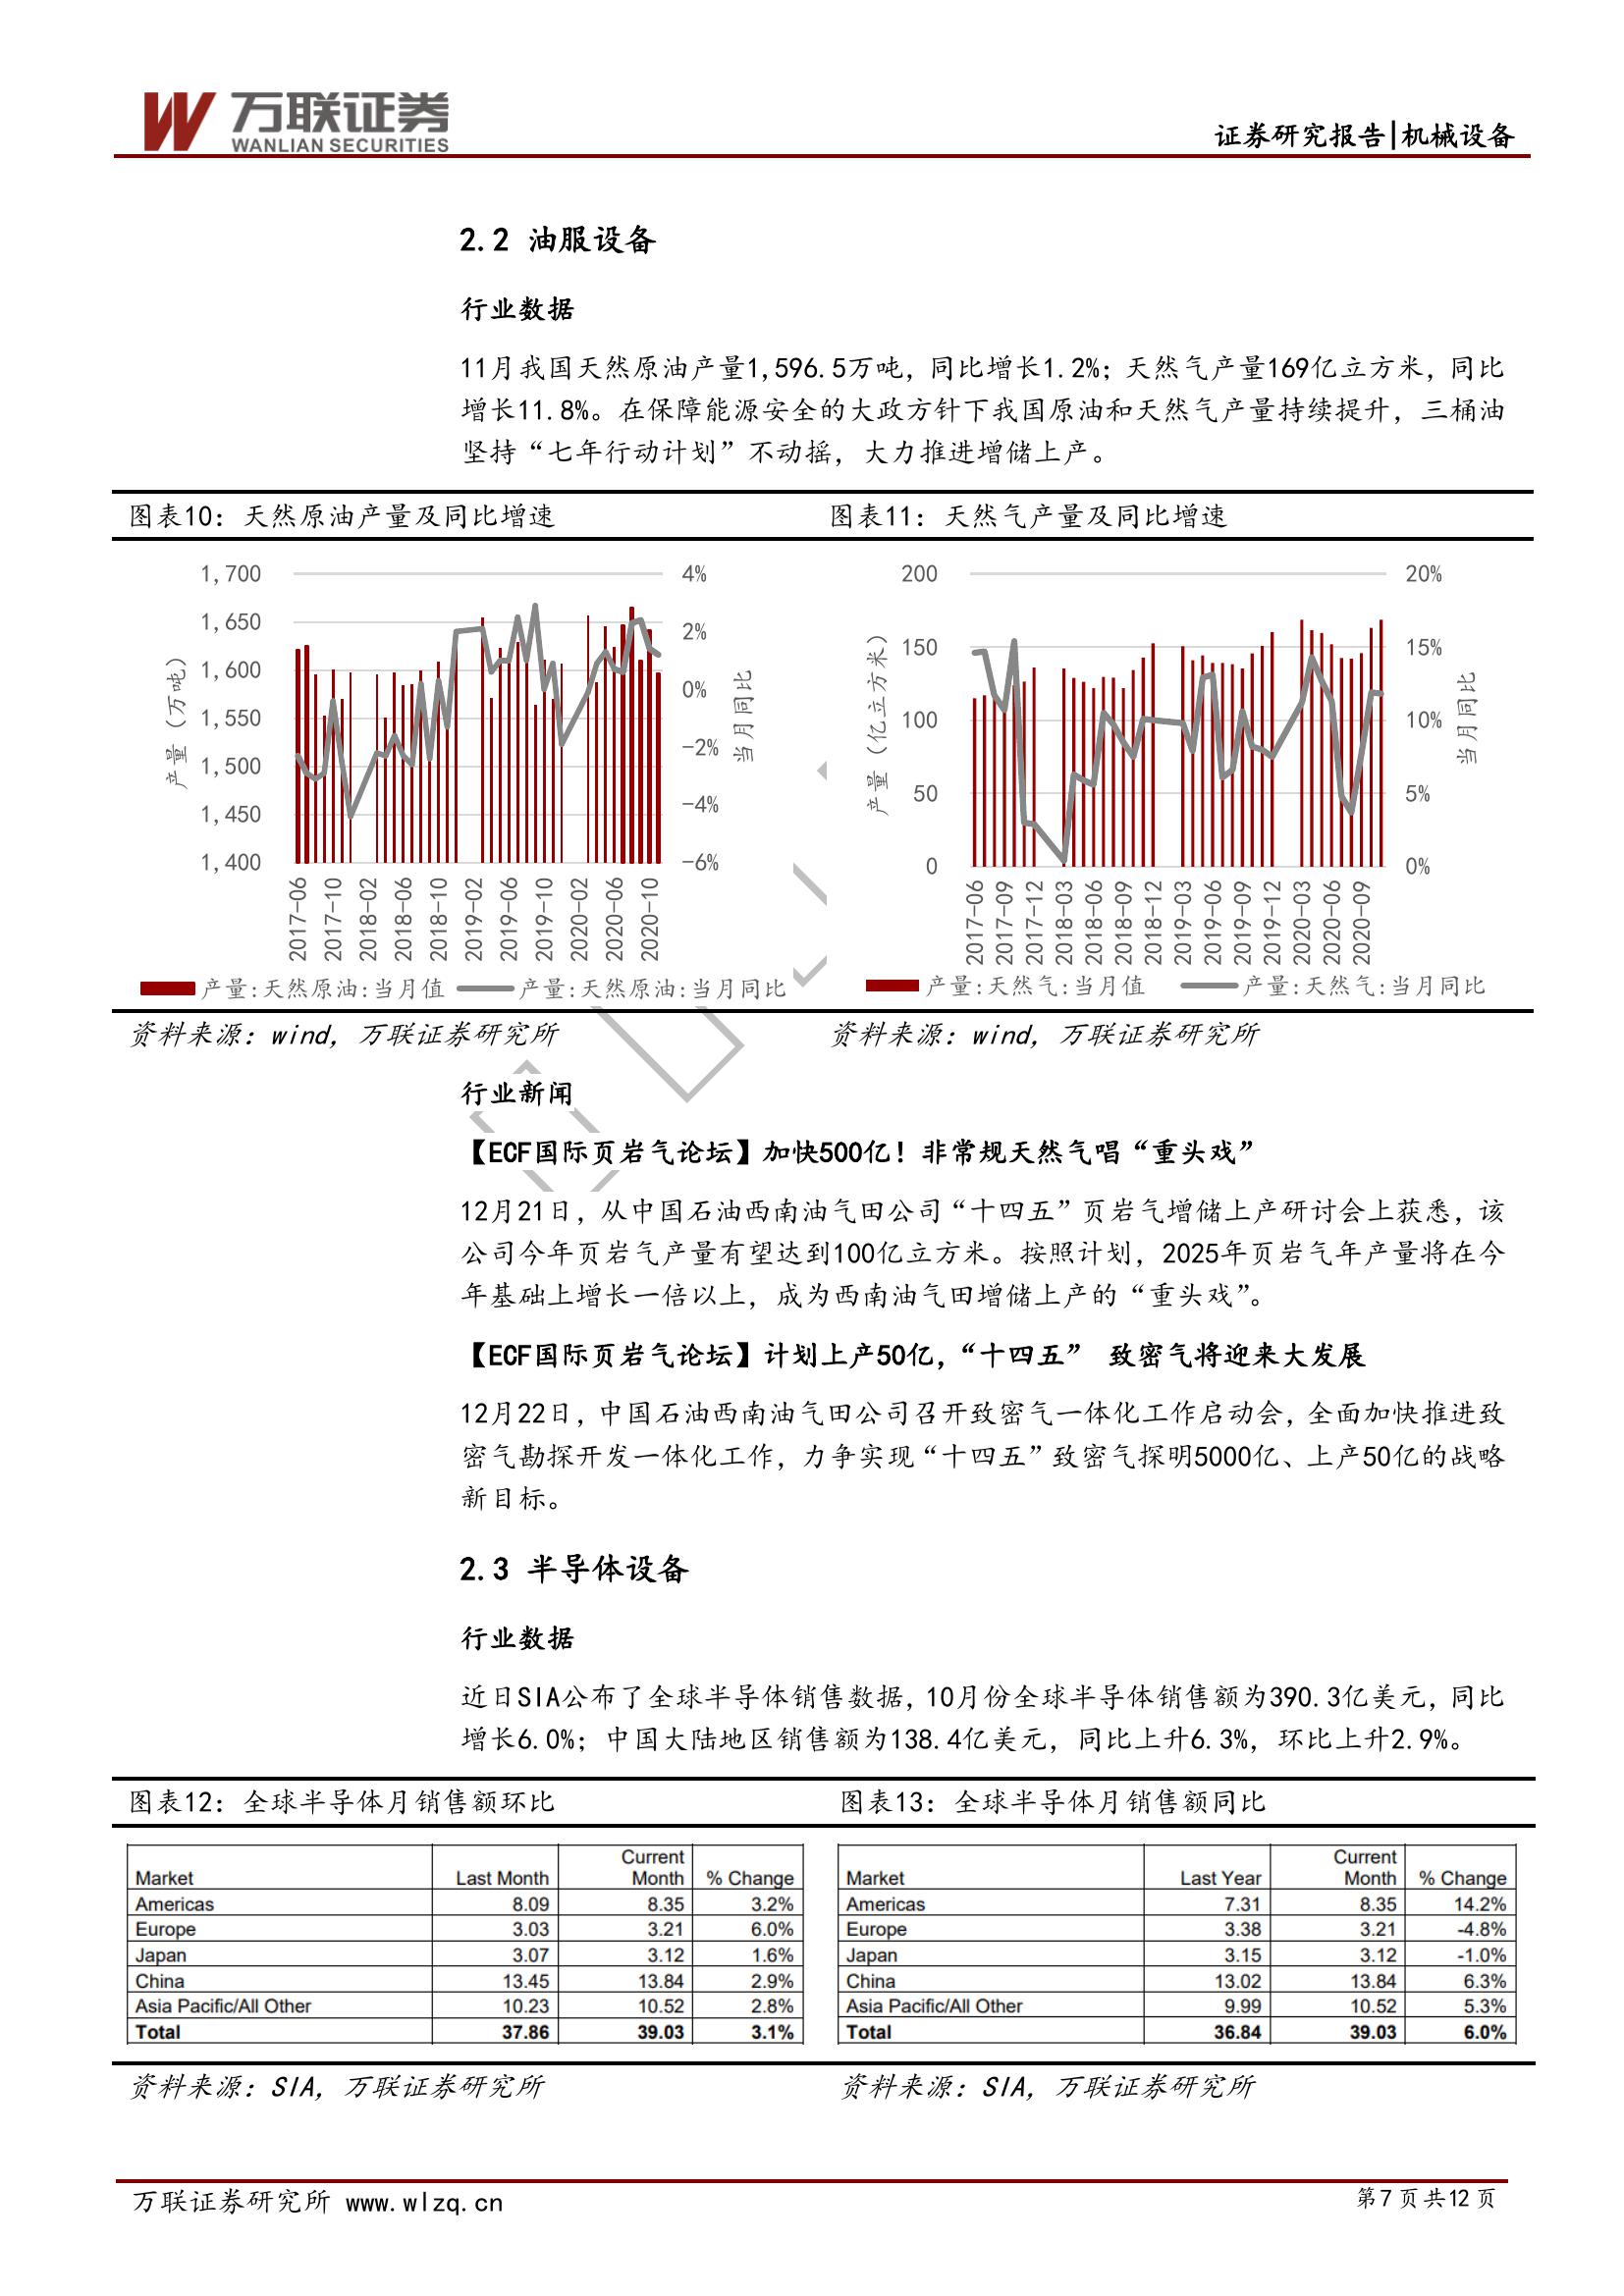 万联证券
WANLIAN SECURITIES
证券研究报告|机械设备
2.2 油服设备
行业数据
11月我国天然原油产量1,596.5万吨，同比增长1.2%；天然气产量169亿立方米，同比
增长11.8%。在保障能源安全的大政方针下我国原油和天然气产量持续提升，三桶油
坚持“七年行动计划”不动摇，大力推进增储上产。
图表10：天然原油产量及同比增速
1,700
1,650
1,600
1,550
1,500
1,450
1,400
产量（万吨）
4%
2%
0%
-2%
-4%
-6%
当月同比
2017-06
2017-10
2018-02
2018-06
2018-10
2019-02
2019-06
2019-10
2020-02
2020-06
2020-10
产量:天然原油:当月值 产量:天然原油:当月同比
资料来源：wind，万联证券研究所
图表11：天然气产量及同比增速
200
150
100
50
0
产量（亿立方米）
20%
15%
10%
5%
0%
当月同比
2017-06
2017-09
2017-12
2018-03
2018-06
2018-09
2018-12
2019-03
2019-06
2019-09
2019-12
2020-03
2020-06
2020-09
产量:天然气:当月值 产量:天然气:当月同比
资料来源：wind，万联证券研究所
行业新闻
【ECF国际页岩气论坛】加快500亿！非常规天然气唱“重头戏”
12月21日，从中国石油西南油气田公司“十四五”页岩气增储上产研讨会上获悉，该
公司今年页岩气产量有望达到100亿立方米。按照计划，2025年页岩气年产量将在今
年基础上增长一倍以上，成为西南油气田增储上产的“重头戏”。
【ECF国际页岩气论坛】计划上产50亿，“十四五” 致密气将迎来大发展
12月22日，中国石油西南油气田公司召开致密气一体化工作启动会，全面加快推进致
密气勘探开发一体化工作，力争实现“十四五”致密气探明5000亿、上产50亿的战略
新目标。
2.3 半导体设备
行业数据
近日SIA公布了全球半导体销售数据，10月份全球半导体销售额为390.3亿美元，同比
增长6.0%；中国大陆地区销售额为138.4亿美元，同比上升6.3%，环比上升2.9%。
图表12：全球半导体月销售额环比
Market Last Month Current Month % Change
Americas 8.09 8.35 3.2%
Europe 3.03 3.21 6.0%
Japan 3.07 3.12 1.6%
China 13.45 13.84 2.9%
Asia Pacific/All Other 10.23 10.52 2.8%
Total 37.86 39.03 3.1%
资料来源：SIA，万联证券研究所
图表13：全球半导体月销售额同比
Market Last Year Current Month % Change
Americas 7.31 8.35 14.2%
Europe 3.38 3.21 -4.8%
Japan 3.15 3.12 -1.0%
China 13.02 13.84 6.3%
Asia Pacific/All Other 9.99 10.52 5.3%
Total 36.84 39.03 6.0%
资料来源：SIA，万联证券研究所
万联证券研究所 www.wlzq.cn
第7页共12页